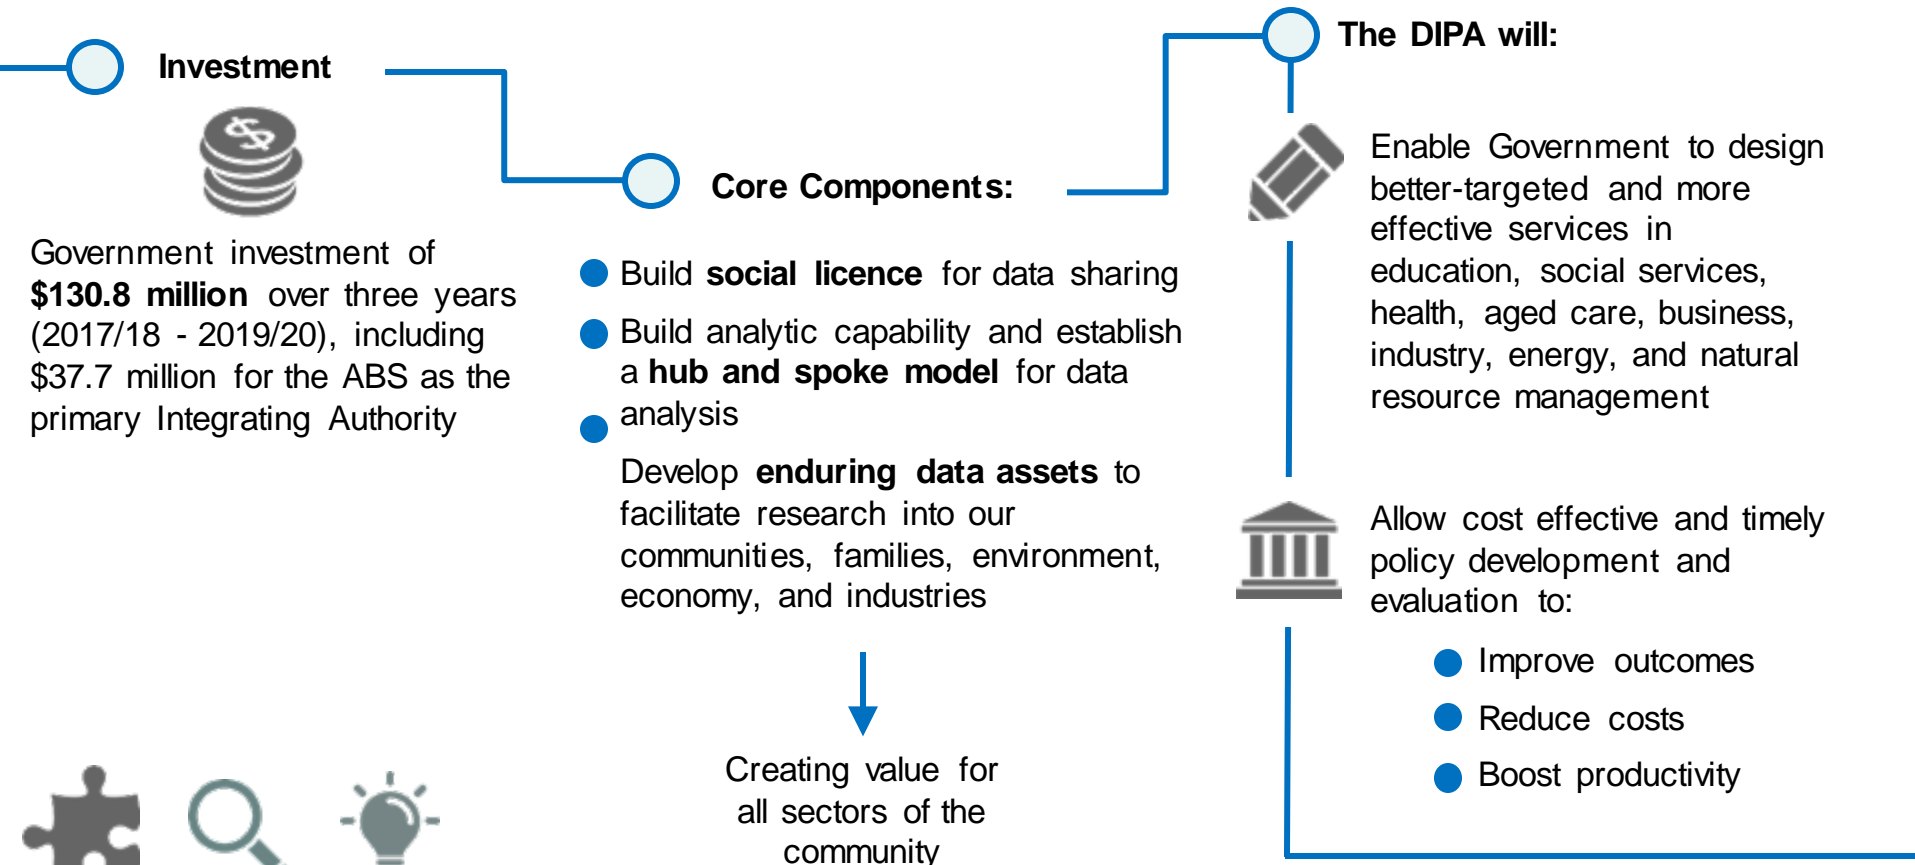 Investment
Government investment of
$130.8 million over three years
(2017/18 - 2019/20), including
$37.7 million for the ABS as the
primary Integrating Authority
Core Components:
Build social licence for data sharing
Build analytic capability and establish
a hub and spoke model for data
analysis
Develop enduring data assets to
facilitate research into our
communities, families, environment,
economy, and industries
Creating value for
all sectors of the
community
The DIPA will:
Enable Government to design
better-targeted and more
effective services in
education, social services,
health, aged care, business,
industry, energy, and natural
resource management
Allow cost effective and timely
policy development and
evaluation to:
Improve outcomes
Reduce costs
Boost productivity